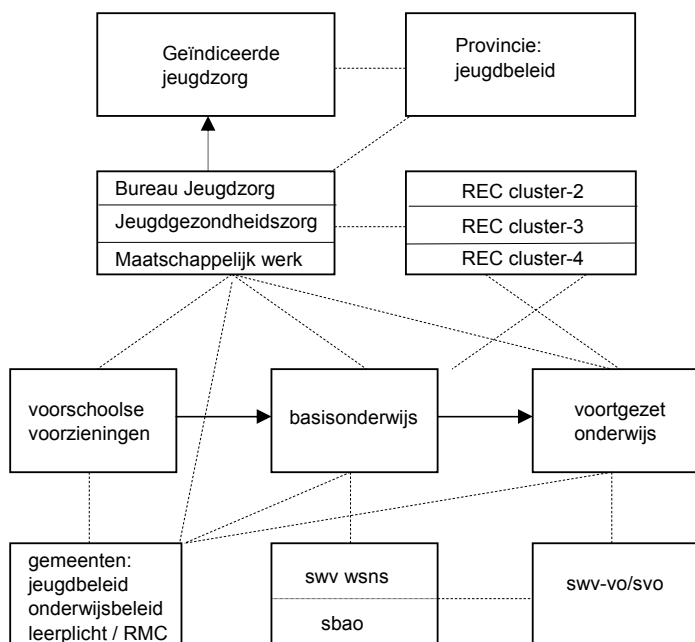 Geïndiceerde
jeugdzorg
Provincie:
jeugdbeleid
Bureau Jeugdzorg
Jeugdgezondheidszorg
Maatschappelijk werk
REC cluster-2
REC cluster-3
REC cluster-4
voorschoolse
voorzieningen
basisonderwijs
voortgezet
onderwijs
gemeenten:
jeugdbeleid
onderwijsbeleid
leerplicht / RMC
swv wsns
sbao
swv-vo/svo